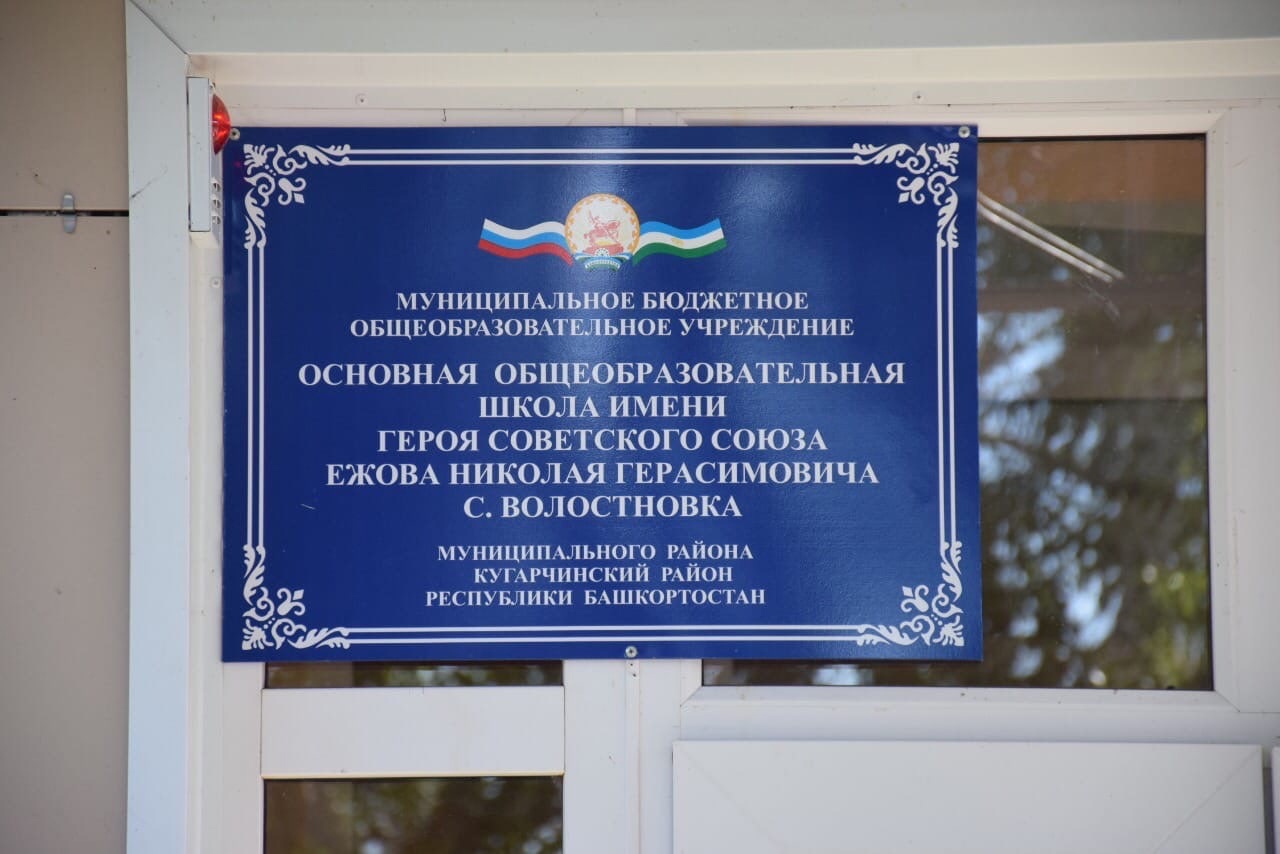 МУНИЦИПАЛЬНОЕ БЮДЖЕТНОЕ
ОБЩЕОБРАЗОВАТЕЛЬНОЕ УЧРЕЖДЕНИЕ
ОСНОВНАЯ ОБЩЕОБРАЗОВАТЕЛЬНАЯ
ШКОЛА ИМЕНИ
ГЕРОЯ СОВЕТСКОГО СОЮЗА
ЕЖОВА НИКОЛАЯ ГЕРАСИМОВИЧА
С. ВОЛОСТНОВКА
МУНИЦИПАЛЬНОГО РАЙОНА
КУГАРЧИНСКИЙ РАЙОН
РЕСПУБЛИКИ БАШКОРТОСТАН